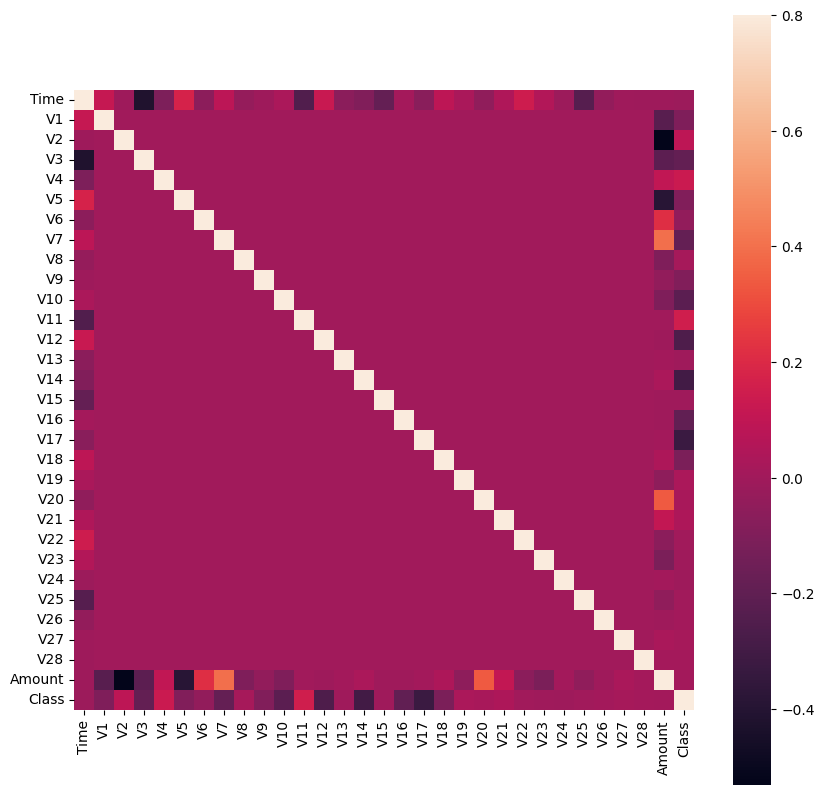 Time
V1
V2
V3
V4
V5
V6
V7
V8
V9
V10
V11
V12
V13
V14
V15
V16
V17
V18
V19
V20
V21
V22
V23
V24
V25
V26
V27
V28
Amount
Class
Time
V1
V2
V3
V4
V5
V6
V7
V8
V9
V10
V11
V12
V13
V14
V15
V16
V17
V18
V19
V20
V21
V22
V23
V24
V25
V26
V27
V28
Amount
Class
0.8
0.6
0.4
0.2
0.0
−0.2
−0.4